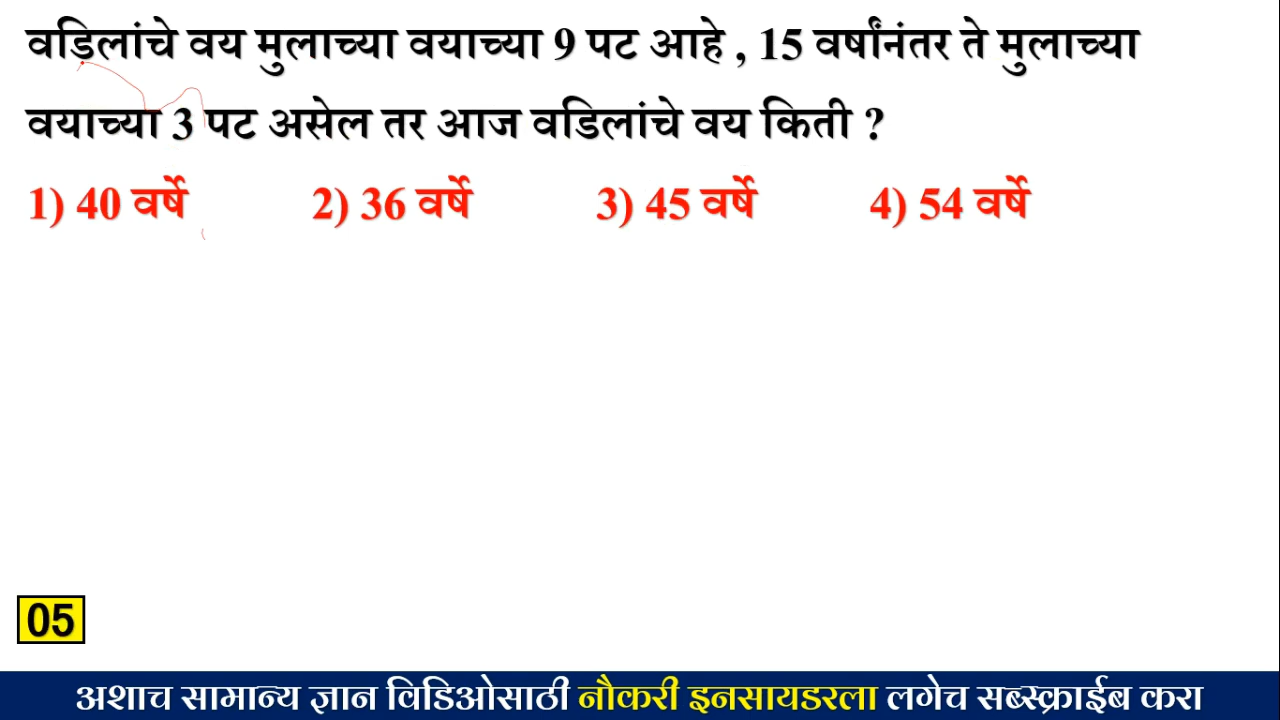 वडिलांचे वय मुलाच्या वयाच्या 9 पट आहे , 15 वर्षांनंतर ते मुलाच्या
वयाच्या 3 पट असेल तर आज वडिलांचे वय किती ?
1) 40 वर्षे 2) 36 वर्षे 3) 45 वर्षे 4) 54 वर्षे
05
अशाच सामान्य ज्ञान विडिओसाठी नौकरी इनसायडरला लगेच सब्स्क्राईब करा